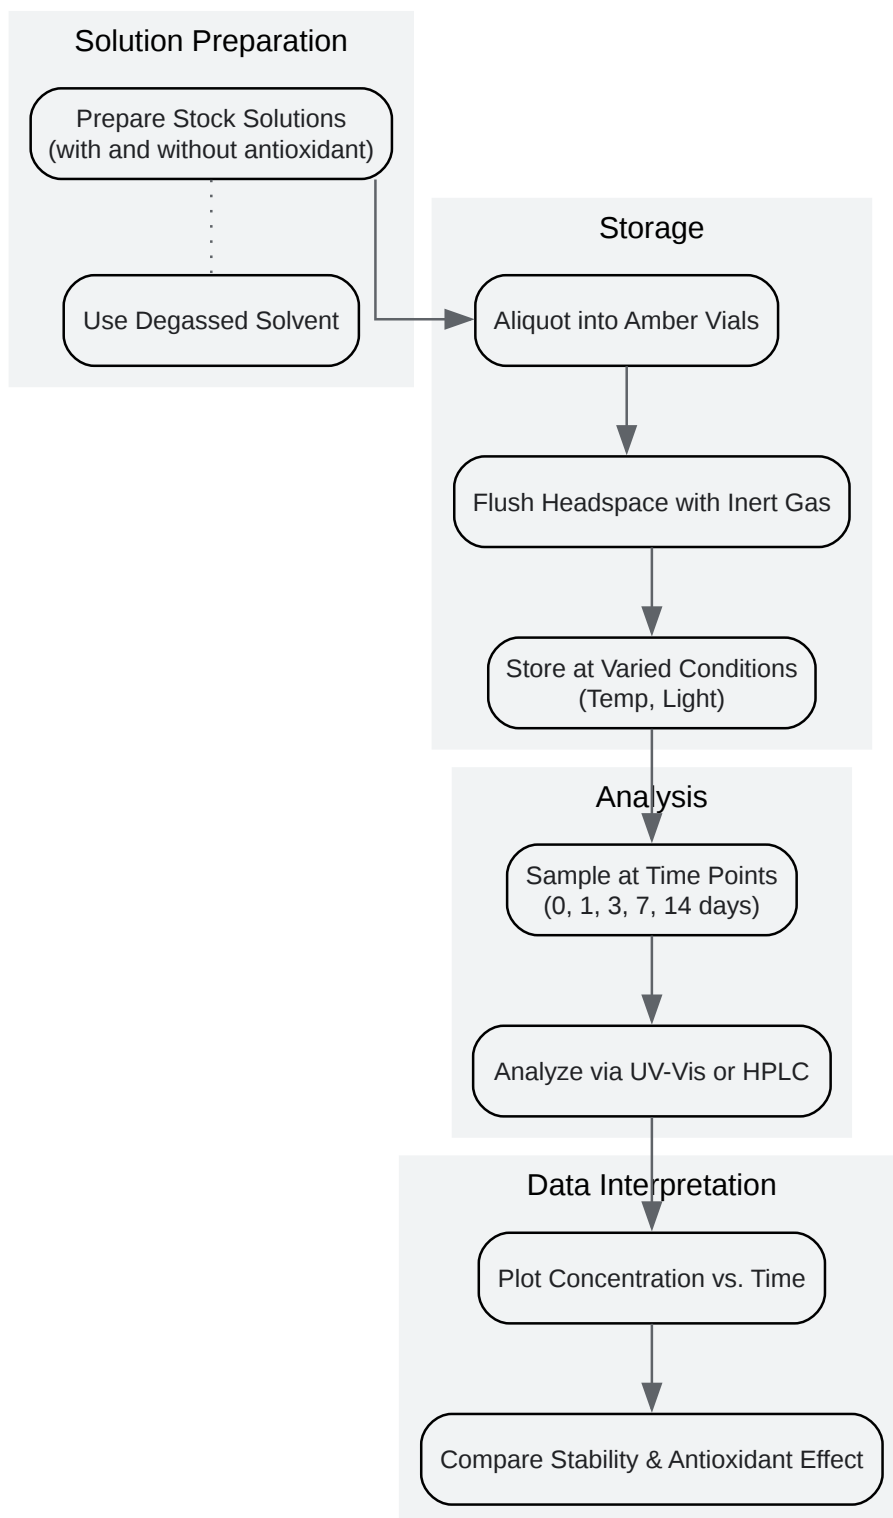 Solution Preparation
Prepare Stock Solutions
(with and without antioxidant)
Use Degassed Solvent
Storage
Aliquot into Amber Vials
Flush Headspace with Inert Gas
Store at Varied Conditions
(Temp, Light)
Analysis
Sample at Time Points
(0, 1, 3, 7, 14 days)
Analyze via UV-Vis or HPLC
Data Interpretation
Plot Concentration vs. Time
Compare Stability & Antioxidant Effect